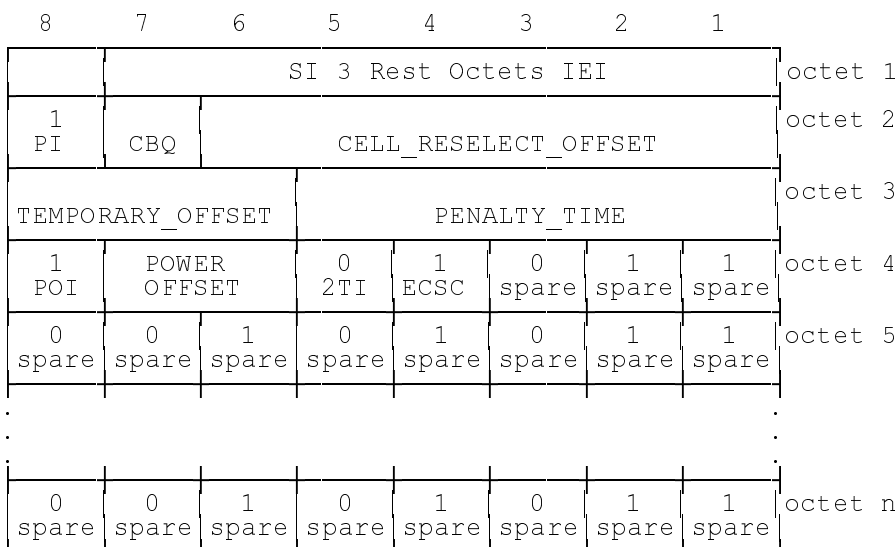 8 7 6 5 4 3 2 1
SI 3 Rest Octets IEI octet 1
1 octet 2
PI CBQ CELL_RESELECT_OFFSET
octet 3
TEMPORARY_OFFSET PENALTY_TIME
1 POWER 0 1 0 1 1 octet 4
POI OFFSET 2TI ECSC spare spare spare
0 0 1 0 1 0 1 1 octet 5
spare spare spare spare spare spare spare spare
. .
. .
. .
0 0 1 0 1 0 1 1 octet n
spare spare spare spare spare spare spare spare